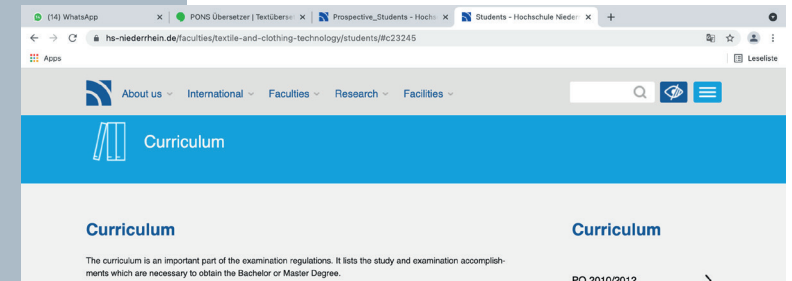 (14) WhatsApp
PONS Übersetzer | Textüberset
Prospective_Students - Hochs
Students - Hochschule Nieder
hs-niederrhein.de/faculties/textile-and-clothing-technology/students/#c23245
Apps
Leseliste
About us
International
Faculties
Research
Facilities
Curriculum
Curriculum
The curriculum is an important part of the examination regulations. It lists the study and examination accomplish-
ments which are necessary to obtain the Bachelor or Master Degree.
Curriculum
PO 2010/2012